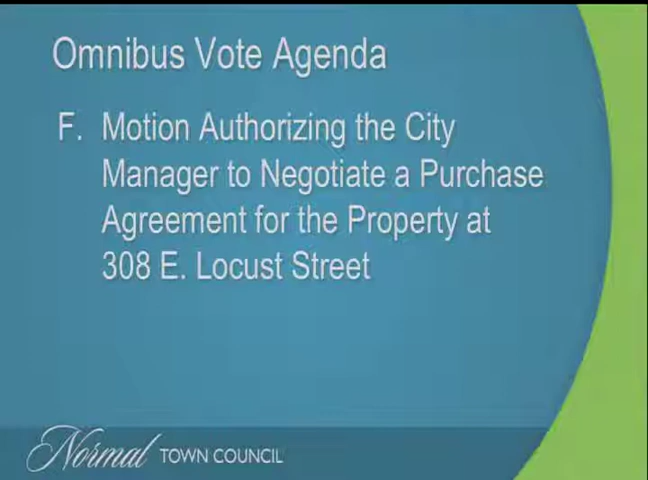 Omnibus Vote Agenda
F. Motion Authorizing the City
Manager to Negotiate a Purchase
Agreement for the Property at
308 E. Locust Street
Normal TOWN COUNCIL